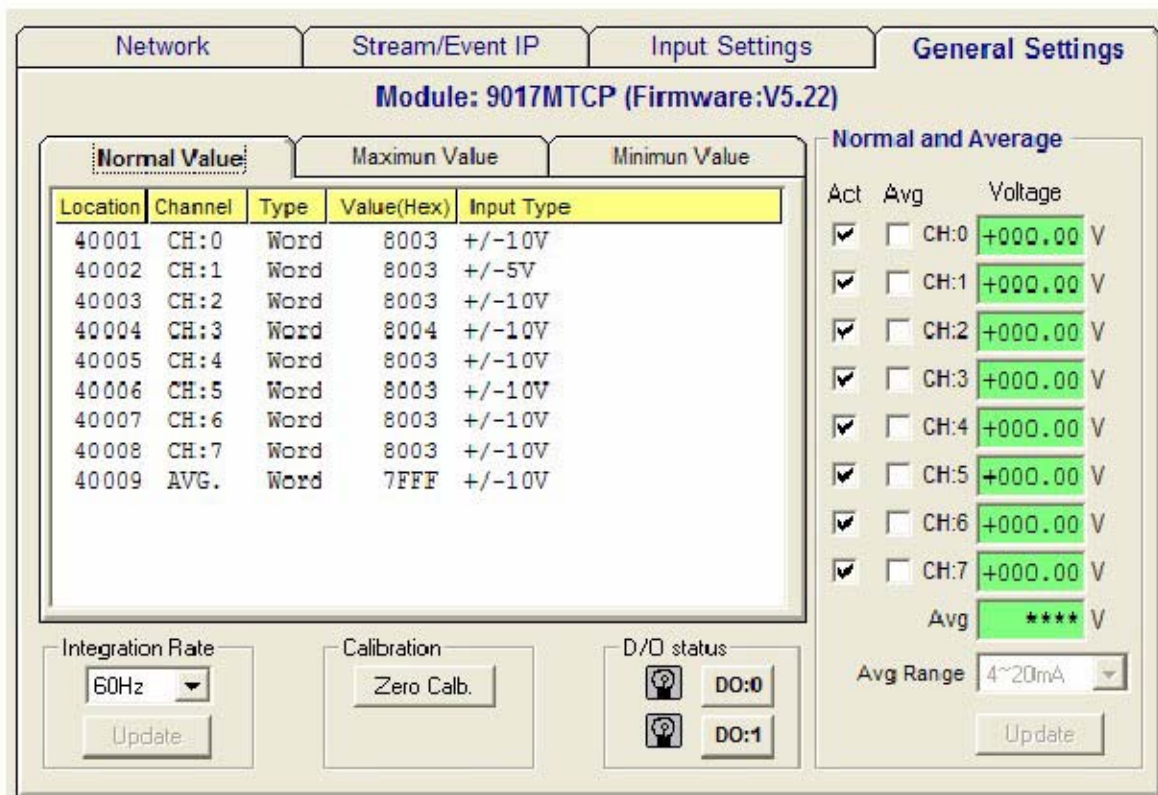 Network Stream/Event IP Input Settings General Settings
Module: 9017MTCP (Firmware:V5.22)
Normal Value Maximun Value Minimun Value
Location Channel Type Value(Hex) Input Type
40001 CH:0 Word 8003 +/-10V
40002 CH:1 Word 8003 +/-5V
40003 CH:2 Word 8003 +/-10V
40004 CH:3 Word 8004 +/-10V
40005 CH:4 Word 8003 +/-10V
40006 CH:5 Word 8003 +/-10V
40007 CH:6 Word 8003 +/-10V
40008 CH:7 Word 8003 +/-10V
40009 AVG. Word 7FFF +/-10V
Integration Rate
60Hz
Update
Calibration
Zero Calb.
D/O status
DO:0
DO:1
Normal and Average
Act Avg Voltage
CH:0 +000.00 V
CH:1 +000.00 V
CH:2 +000.00 V
CH:3 +000.00 V
CH:4 +000.00 V
CH:5 +000.00 V
CH:6 +000.00 V
CH:7 +000.00 V
Avg **** V
Avg Range 4~20mA
Update